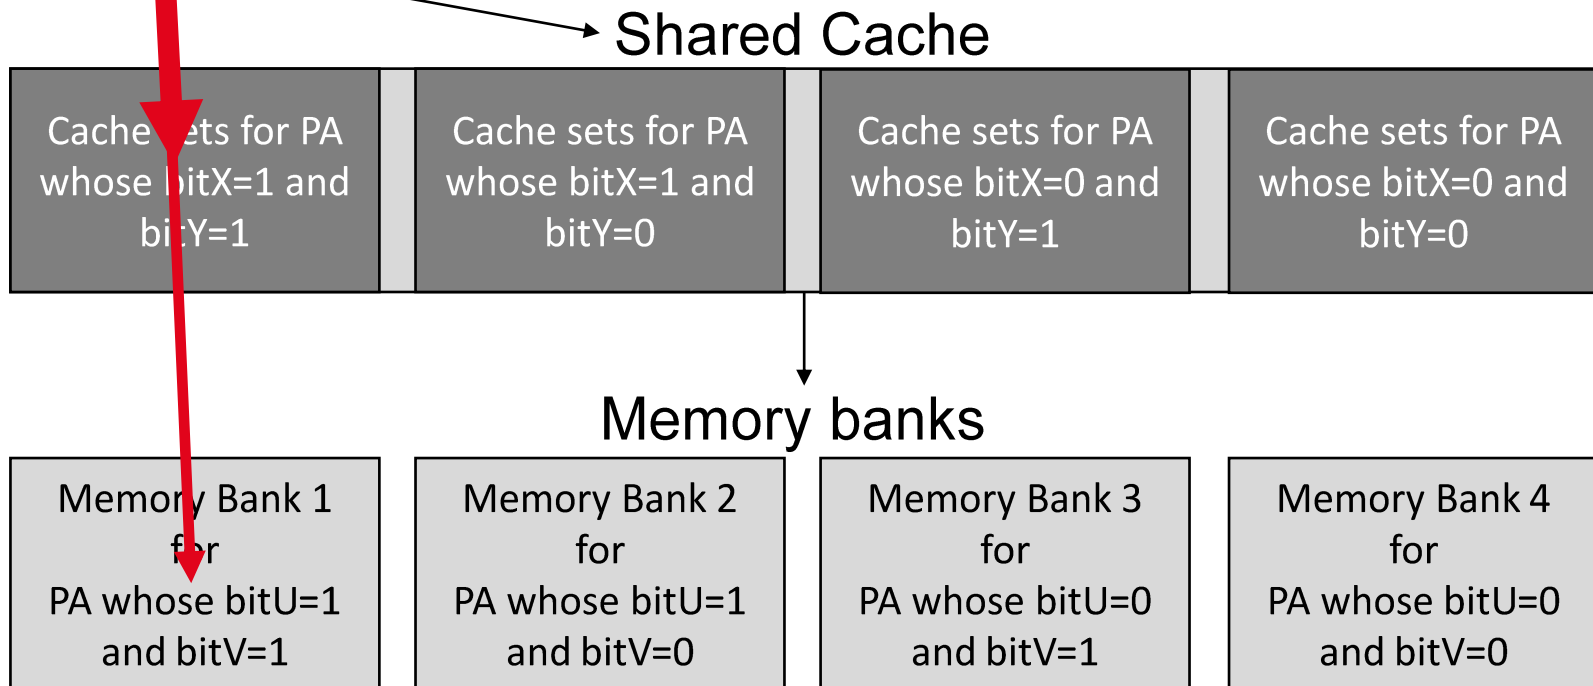 Shared Cache
Cache sets for PA
whose bitX=1 and
bitY=1
Cache sets for PA
whose bitX=1 and
bitY=0
Cache sets for PA
whose bitX=0 and
bitY=1
Cache sets for PA
whose bitX=0 and
bitY=0
Memory banks
Memory Bank 1
for
PA whose bitU=1
and bitV=1
Memory Bank 2
for
PA whose bitU=1
and bitV=0
Memory Bank 3
for
PA whose bitU=0
and bitV=1
Memory Bank 4
for
PA whose bitU=0
and bitV=0